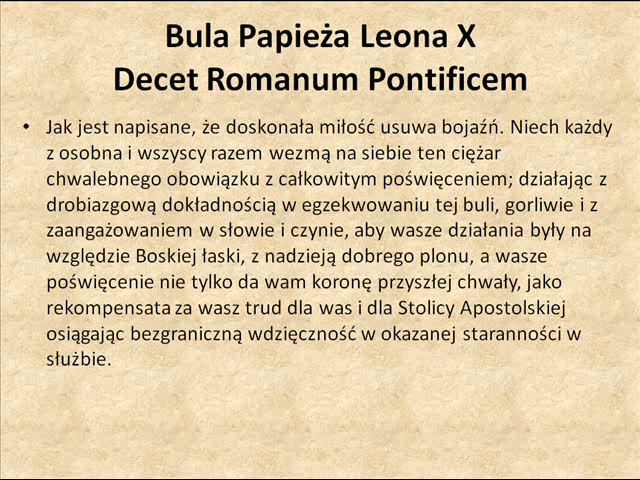 Bula Papieża Leona X
Decet Romanum Pontificem
• Jak jest napisane, że doskonała miłość usuwa bojaźń. Niech każdy
z osobna i wszyscy razem wezmą na siebie ten ciężar
chwalebnego obowiązku z całkowitym poświęceniem; działając z
drobiazgową dokładnością w egzekwowaniu tej buli, gorliwie i z
zaangażowaniem w słowie i czynie, aby wasze działania były na
względzie Boskiej łaski, z nadzieją dobrego plonu, a wasze
poświęcenie nie tylko da wam koronę przyszłej chwały, jako
rekompensata za wasz trud dla was i dla Stolicy Apostolskiej
osiągając bezgraniczną wdzięczność w okazanej staranności w
służbie.